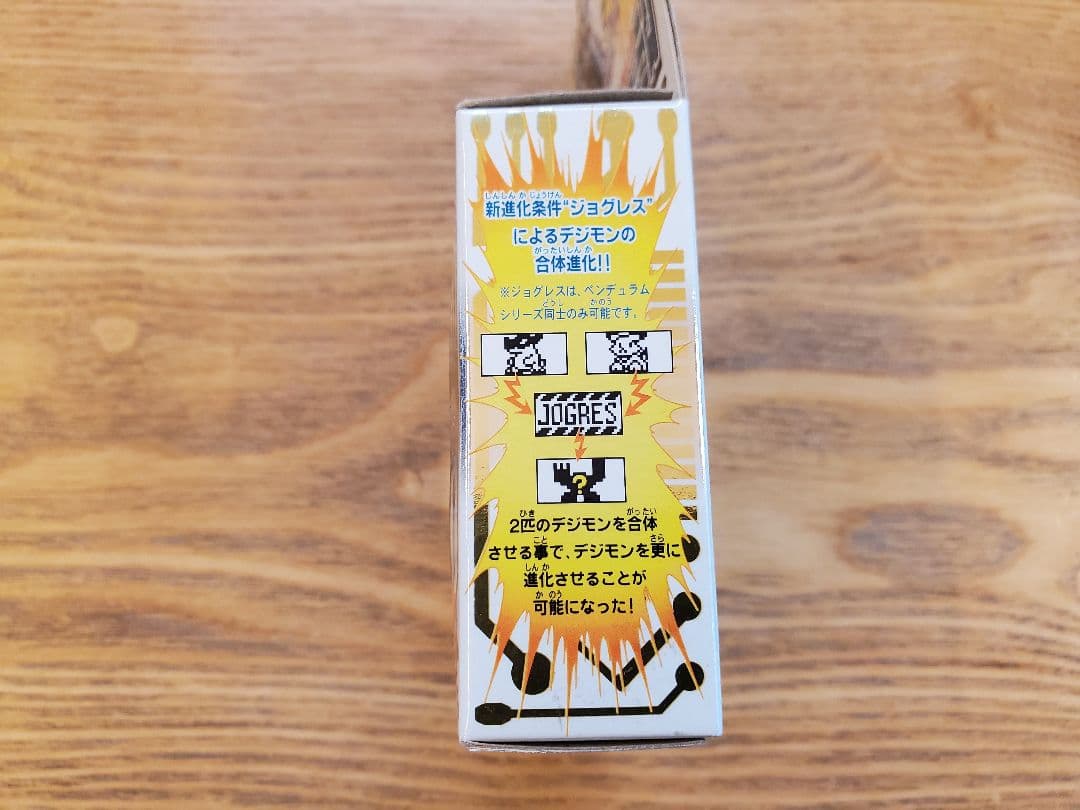 新進化条件“ジョグレス”
によるデジモンの
合体進化!!
※ジョグレスは、ペンデュラム
シリーズ同士のみ可能です。
JOGRES
?
2匹のデジモンを合体
させる事で、デジモンを更に
進化させることが
可能になった!